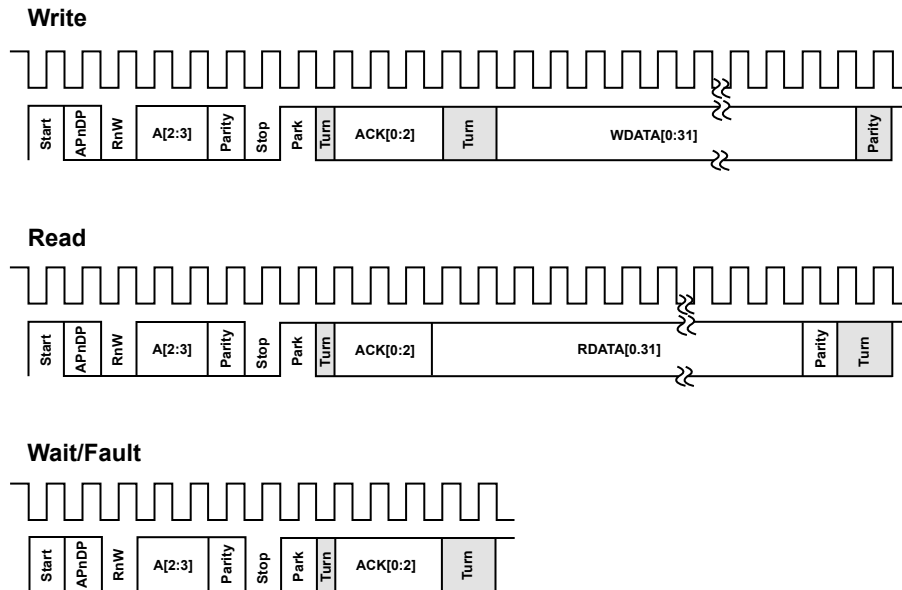 Write
Start APnDP RnW A[2:3] Parity Stop Park Turn ACK[0:2] Turn WDATA[0:31] Parity
Read
Start APnDP RnW A[2:3] Parity Stop Park Turn ACK[0:2] RDATA[0.31] Parity Turn
Wait/Fault
Start APnDP RnW A[2:3] Parity Stop Park Turn ACK[0:2] Turn